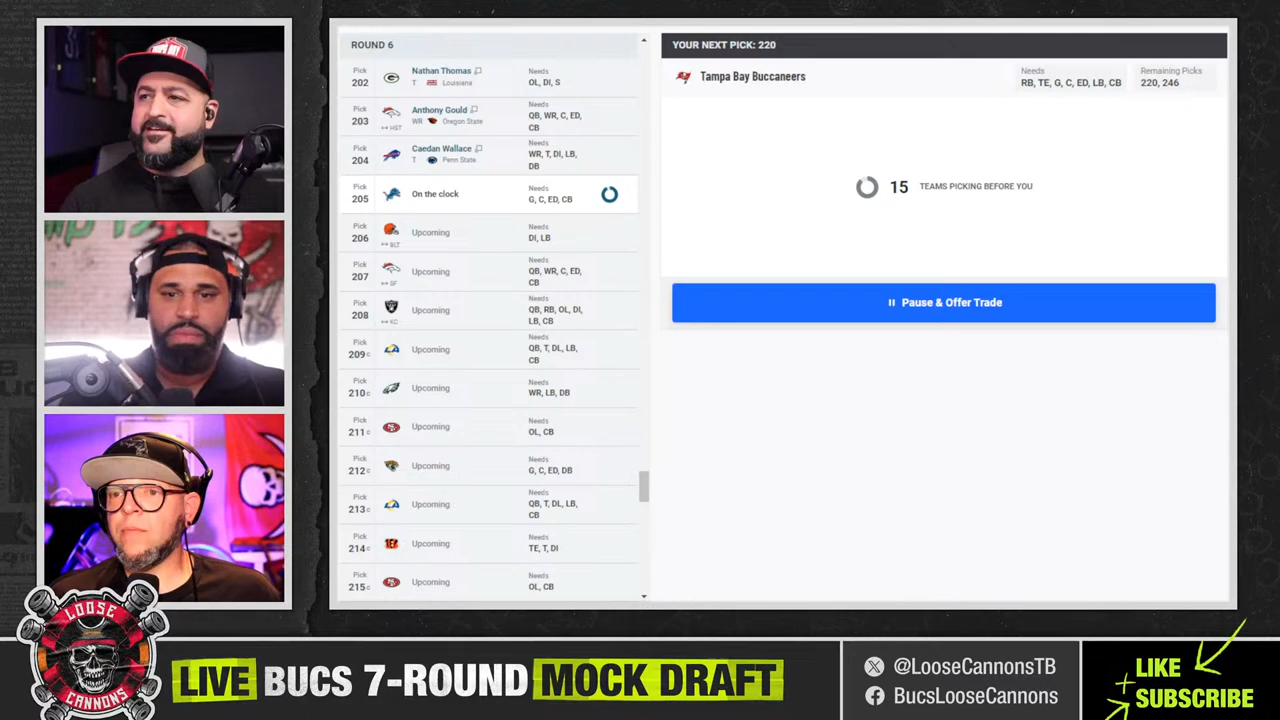 ROUND 6
Pick
202
Nathan Thomas
T Louisiana
Needs
OL, DI, S
Pick
203
HST
Anthony Gould
WR Oregon State
Needs
QB, WR, C, ED,
CB
Pick
204
Caedan Wallace
T Penn State
Needs
WR, T, DI, LB,
DB
Pick
205
On the clock
Needs
G, C, ED, CB
Pick
206
BLT
Upcoming
Needs
DI, LB
Pick
207
SF
Upcoming
Needs
QB, WR, C, ED,
CB
Pick
208
KC
Upcoming
Needs
QB, RB, OL, DI,
LB, CB
Pick
209 c
Upcoming
Needs
QB, T, DL, LB,
CB
Pick
210 c
Upcoming
Needs
WR, LB, DB
Pick
211 c
Upcoming
Needs
OL, CB
Pick
212 c
Upcoming
Needs
G, C, ED, DB
Pick
213 c
Upcoming
Needs
QB, T, DL, LB,
CB
Pick
214 c
Upcoming
Needs
TE, T, DI
Pick
215 c
Upcoming
Needs
OL, CB
YOUR NEXT PICK: 220
Tampa Bay Buccaneers
Needs
RB, TE, G, C, ED, LB, CB
Remaining Picks
220, 246
15 TEAMS PICKING BEFORE YOU
Pause & Offer Trade
LOOSE
CANNONS
LIVE BUCS 7-ROUND MOCK DRAFT
@LooseCannonsTB
BucsLooseCannons
LIKE
+ SUBSCRIBE